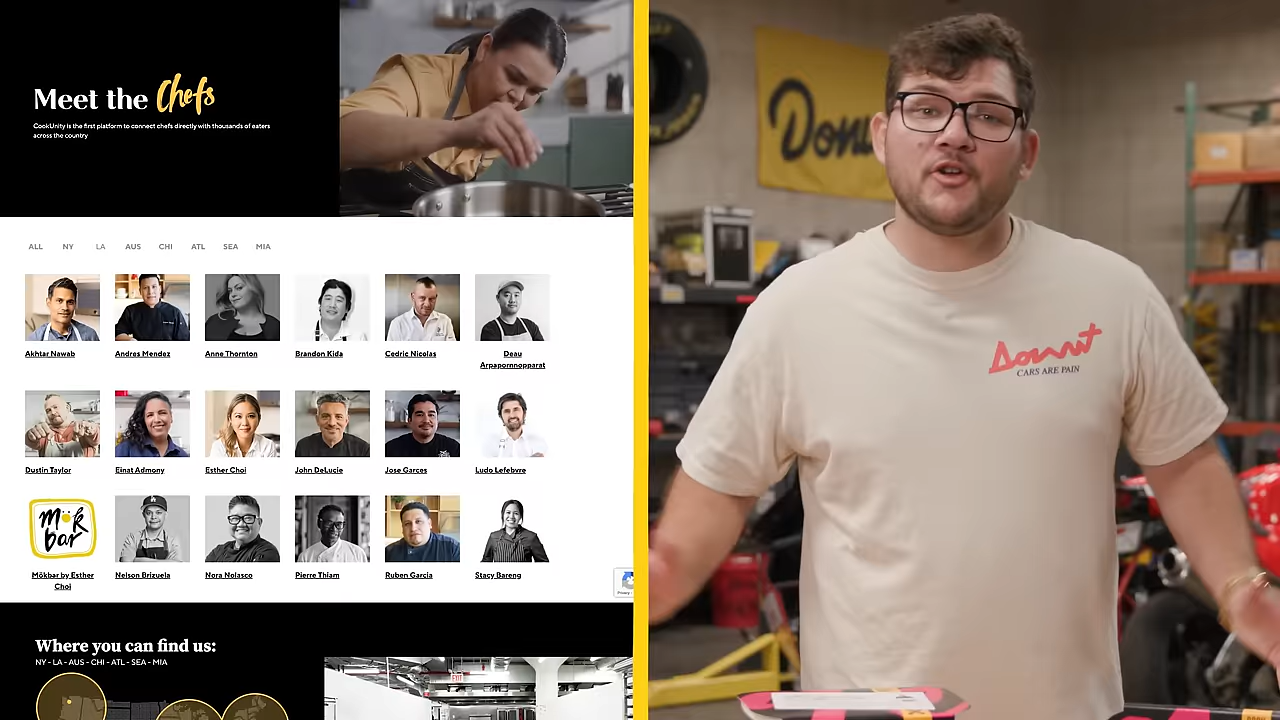 Meet the Chefs
CookUnity is the first platform to connect chefs directly with thousands of eaters
across the country
ALL NY LA AUS CHI ATL SEA MIA
Akhtar Nawab
Andres Mendez
Anne Thornton
Brandon Kida
Cedric Nicolas
Deau
Arpapornnopparat
Dustin Taylor
Einat Admony
Esther Choi
John DeLucie
Jose Garces
Ludo Lefebvre
mökbar
Mökbar by Esther
Choi
Nelson Brizuela
Nora Nolasco
Pierre Thiam
Ruben Garcia
Stacy Bareng
Privacy
Where you can find us:
NY - LA - AUS - CHI - ATL - SEA - MIA
EXIT
Donu
Donut
CARS ARE PAIN